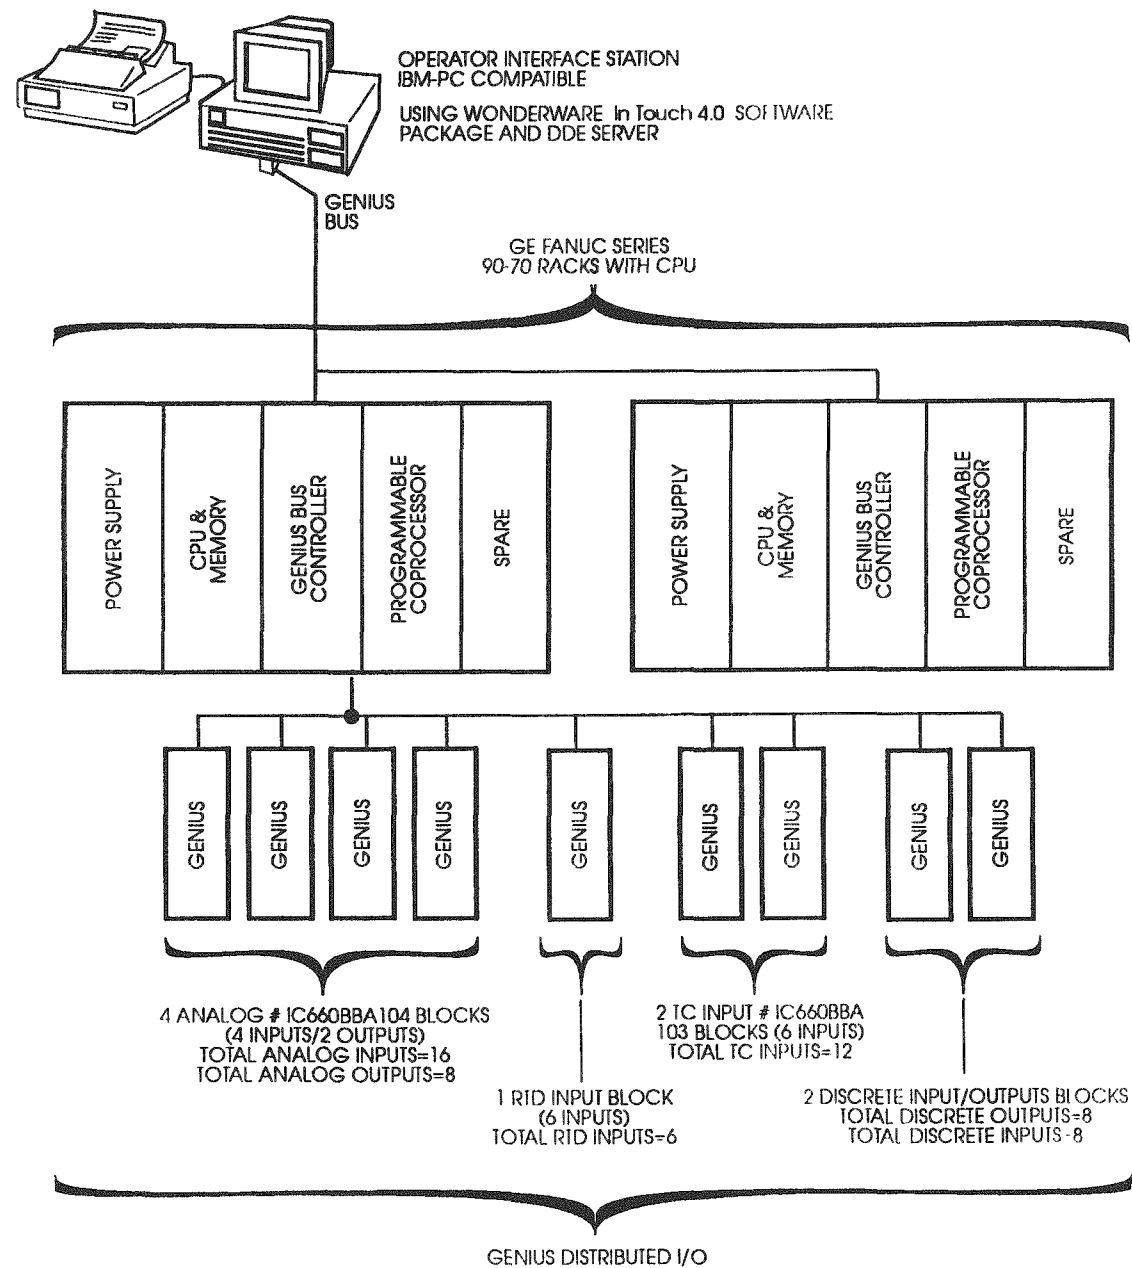 OPERATOR INTERFACE STATION
IBM-PC COMPATIBLE
USING WONDERWARE In Touch 4.0 SOFTWARE
PACKAGE AND DDE SERVER
GENIUS
BUS
GE FANUC SERIES
90-70 RACKS WITH CPU
POWER SUPPLY
CPU &
MEMORY
GENIUS BUS
CONTROLLER
PROGRAMMABLE
COPROCESSOR
SPARE
POWER SUPPLY
CPU &
MEMORY
GENIUS BUS
CONTROLLER
PROGRAMMABLE
COPROCESSOR
SPARE
GENIUS
GENIUS
GENIUS
GENIUS
GENIUS
GENIUS
GENIUS
GENIUS
GENIUS
4 ANALOG # IC660BBA104 BLOCKS
(4 INPUTS/2 OUTPUTS)
TOTAL ANALOG INPUTS=16
TOTAL ANALOG OUTPUTS=8
1 RTD INPUT BLOCK
(6 INPUTS)
TOTAL RTD INPUTS=6
2 TC INPUT # IC660BBA
103 BLOCKS (6 INPUTS)
TOTAL TC INPUTS=12
2 DISCRETE INPUT/OUTPUTS BLOCKS
TOTAL DISCRETE OUTPUTS=8
TOTAL DISCRETE INPUTS=8
GENIUS DISTRIBUTED I/O